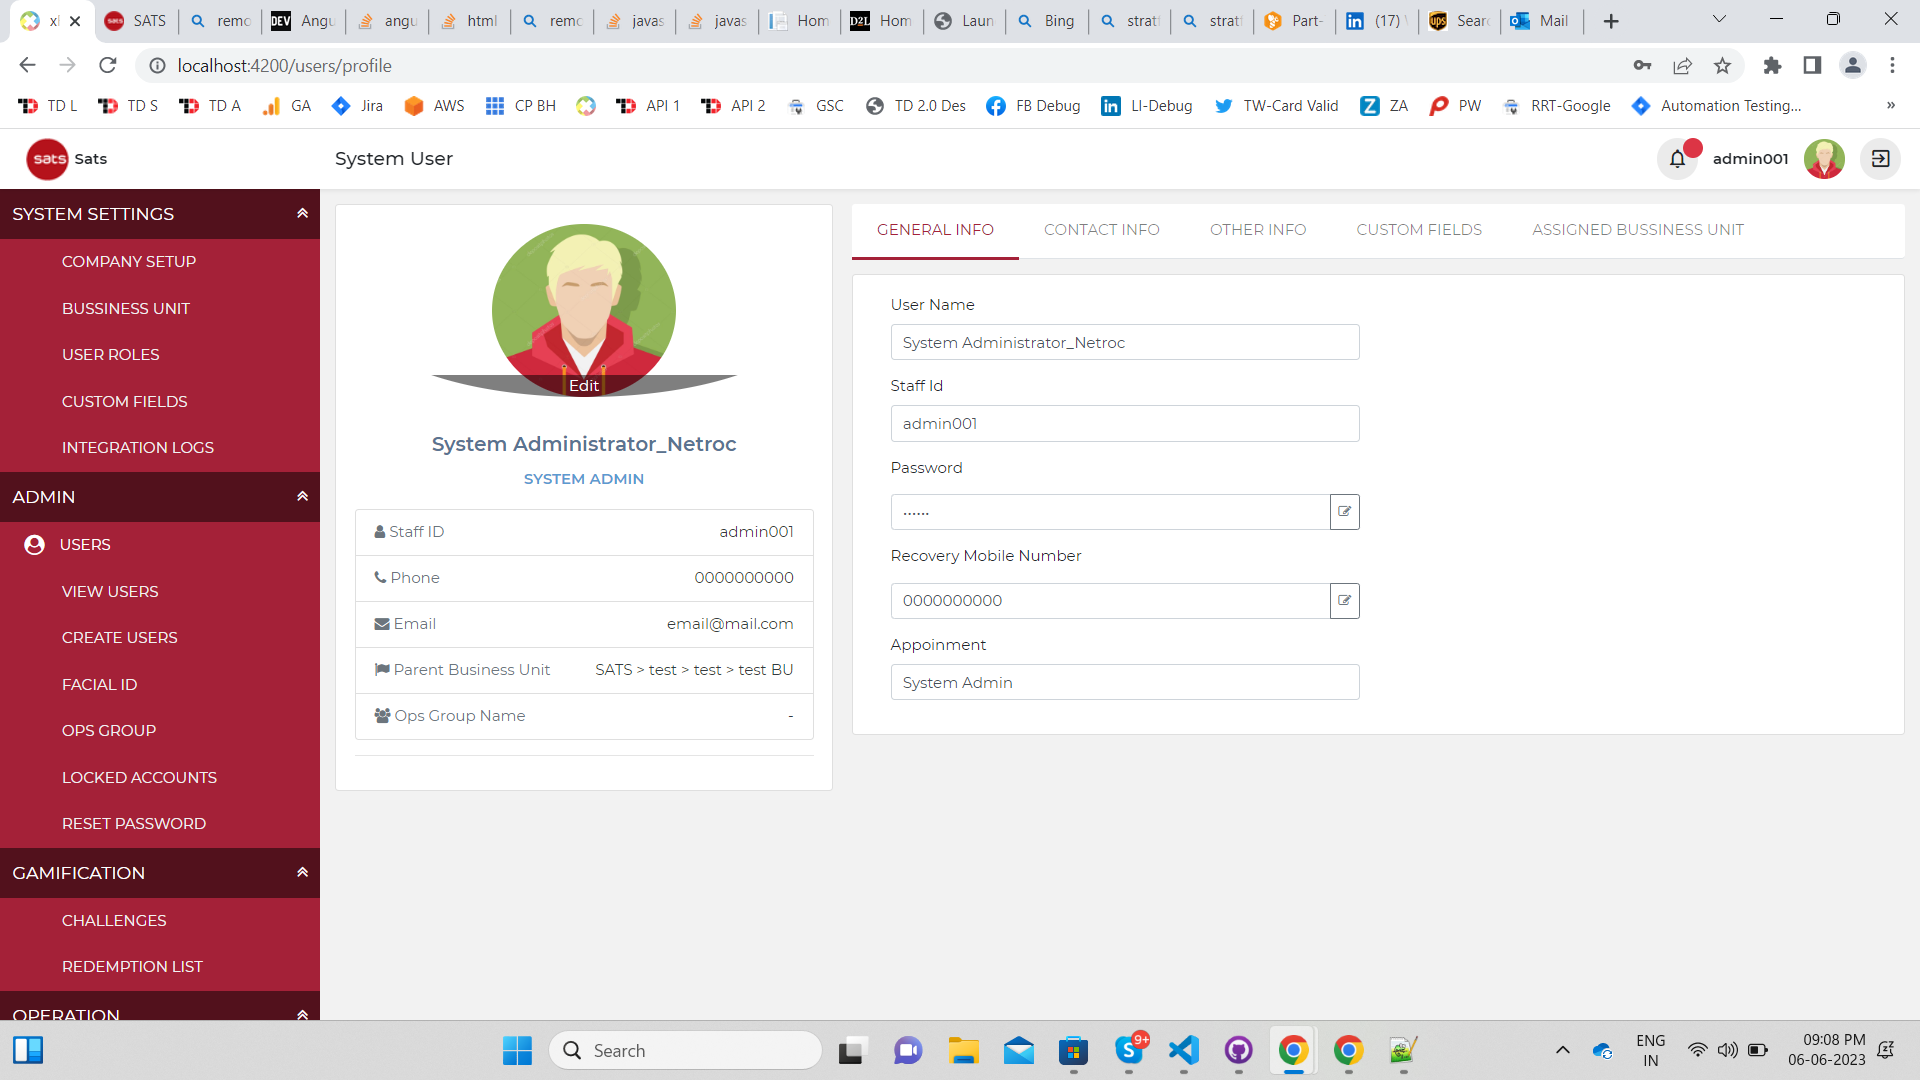 xl
SATS
remo
DEV Angu
angu
html
remo
javas
javas
Hom
D2L Hom
Laun
Bing
strat
strat
Part-
(17)
ups Sear
Mail
localhost:4200/users/profile
TD L
TD S
TD A
GA
Jira
AWS
CP BH
API 1
API 2
GSC
TD 2.0 Des
FB Debug
LI-Debug
TW-Card Valid
ZA
PW
RRT-Google
Automation Testing...
»
sats Sats
System User
admin001
SYSTEM SETTINGS
COMPANY SETUP
BUSSINESS UNIT
USER ROLES
CUSTOM FIELDS
INTEGRATION LOGS
ADMIN
USERS
VIEW USERS
CREATE USERS
FACIAL ID
OPS GROUP
LOCKED ACCOUNTS
RESET PASSWORD
GAMIFICATION
CHALLENGES
REDEMPTION LIST
OPERATION
Edit
System Administrator_Netroc
SYSTEM ADMIN
Staff ID admin001
Phone 0000000000
Email email@mail.com
Parent Business Unit SATS > test > test > test BU
Ops Group Name -
GENERAL INFO
CONTACT INFO
OTHER INFO
CUSTOM FIELDS
ASSIGNED BUSSINESS UNIT
User Name
System Administrator_Netroc
Staff Id
admin001
Password
······
Recovery Mobile Number
0000000000
Appoinment
System Admin
Search
9+
ENG
IN
09:08 PM
06-06-2023